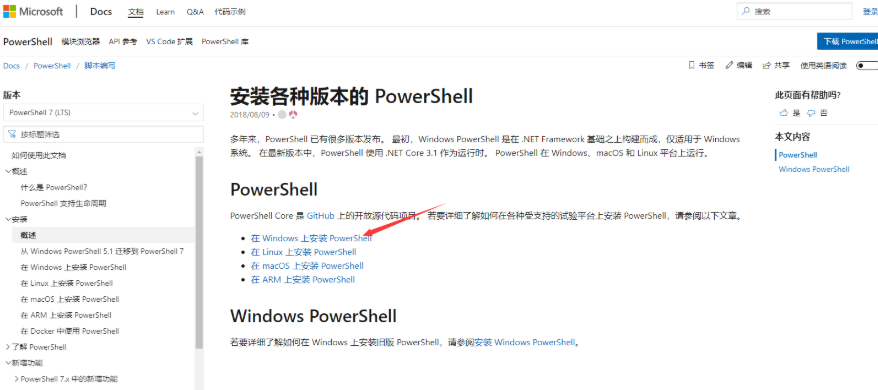 Microsoft Docs 文档 Learn Q&A 代码示例 搜索 登录
PowerShell 模块浏览器 API 参考 VS Code 扩展 PowerShell 库 下载 PowerShell
Docs / PowerShell / 脚本编写 书签 编辑 共享 使用英语阅读
版本
PowerShell 7 (LTS)
按标题筛选
如何使用此文档
概述
什么是 PowerShell?
PowerShell 支持生命周期
安装
概述
从 Windows PowerShell 5.1 迁移到 PowerShell 7
在 Windows 上安装 PowerShell
在 Linux 上安装 PowerShell
在 macOS 上安装 PowerShell
在 ARM 上安装 PowerShell
在 Docker 中使用 PowerShell
了解 PowerShell
新增功能
PowerShell 7.x 中的新增功能
安装各种版本的 PowerShell
2018/08/09 •
多年来，PowerShell 已有很多版本发布。 最初，Windows PowerShell 是在 .NET Framework 基础之上构建而成，仅适用于 Windows
系统。 在最新版本中，PowerShell 使用 .NET Core 3.1 作为运行时。 PowerShell 在 Windows、macOS 和 Linux 平台上运行。
PowerShell
PowerShell Core 是 GitHub 上的开放源代码项目。 若要详细了解如何在各种受支持的试验平台上安装 PowerShell，请参阅以下文章。
• 在 Windows 上安装 PowerShell
• 在 Linux 上安装 PowerShell
• 在 macOS 上安装 PowerShell
• 在 ARM 上安装 PowerShell
Windows PowerShell
若要详细了解如何在 Windows 上安装旧版 PowerShell，请参阅安装 Windows PowerShell。
此页面有帮助吗?
是 否
本文内容
PowerShell
Windows PowerShell